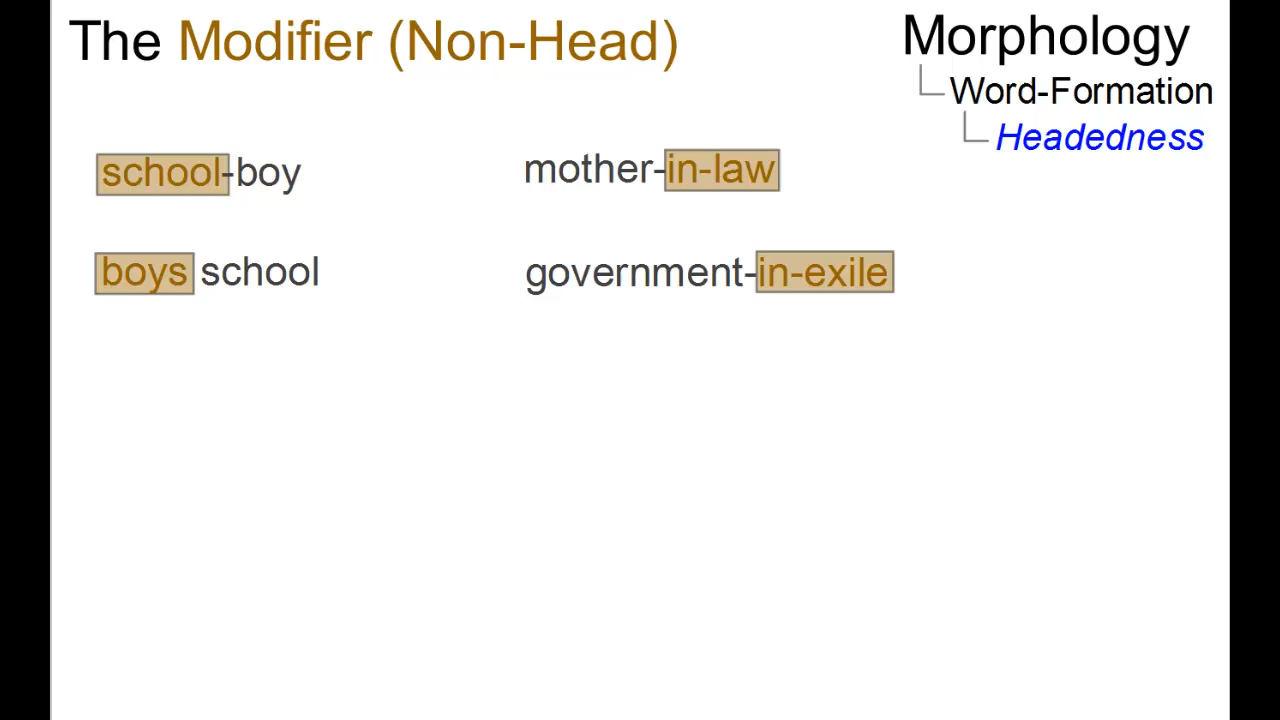 The Modifier (Non-Head)
Morphology
Word-Formation
Headedness
school-boy
mother-in-law
boys school
government-in-exile